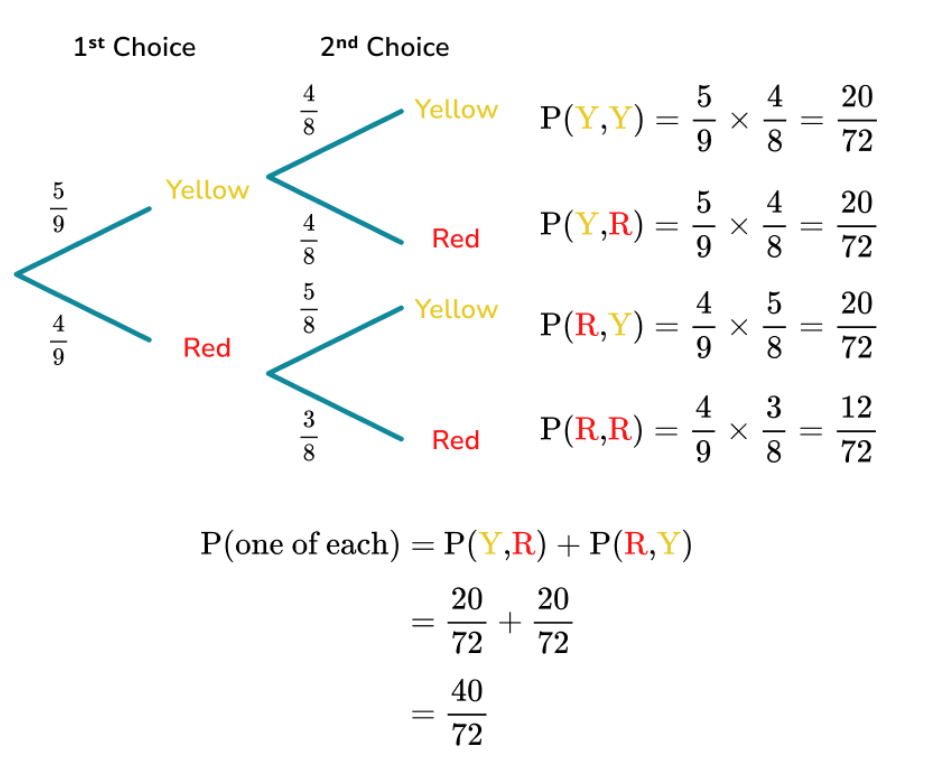 1st Choice 2nd Choice
4/8 Yellow P(Y,Y) = 5/9 × 4/8 = 20/72
5/9 Yellow
4/8 Red P(Y,R) = 5/9 × 4/8 = 20/72
5/8 Yellow P(R,Y) = 4/9 × 5/8 = 20/72
4/9 Red
3/8 Red P(R,R) = 4/9 × 3/8 = 12/72
P(one of each) = P(Y,R) + P(R,Y)
= 20/72 + 20/72
= 40/72